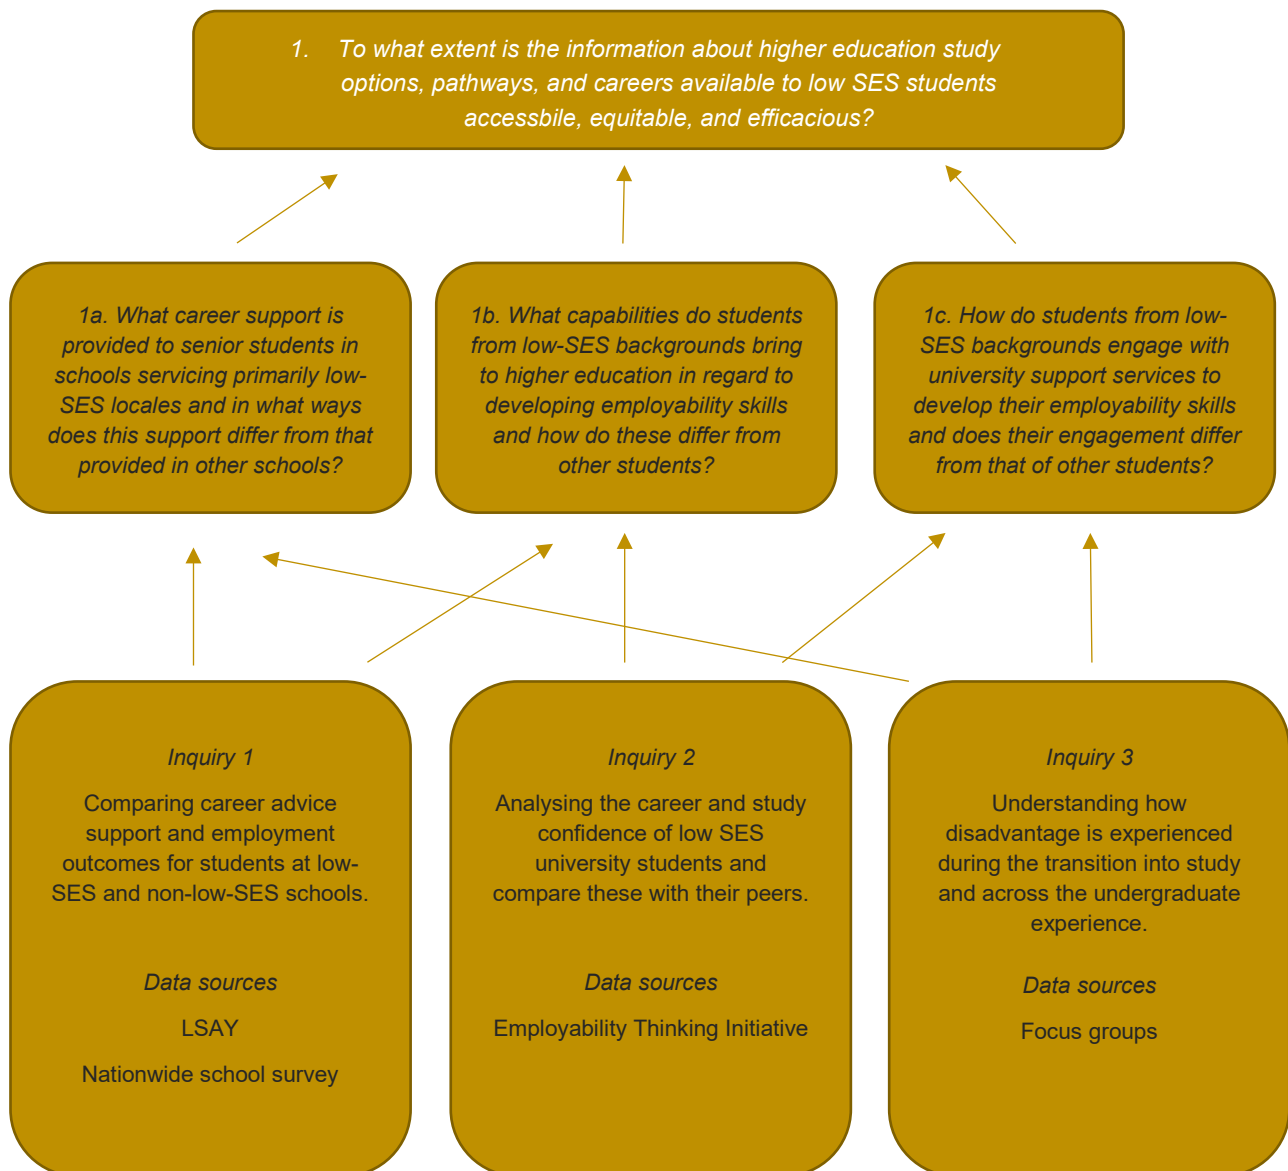 1. To what extent is the information about higher education study
options, pathways, and careers available to low SES students
accessbile, equitable, and efficacious?
1a. What career support is
provided to senior students in
schools servicing primarily low-
SES locales and in what ways
does this support differ from that
provided in other schools?
1b. What capabilities do students
from low-SES backgrounds bring
to higher education in regard to
developing employability skills
and how do these differ from
other students?
1c. How do students from low-
SES backgrounds engage with
university support services to
develop their employability skills
and does their engagement differ
from that of other students?
Inquiry 1
Comparing career advice
support and employment
outcomes for students at low-
SES and non-low-SES schools.
Data sources
LSAY
Nationwide school survey
Inquiry 2
Analysing the career and study
confidence of low SES
university students and
compare these with their peers.
Data sources
Employability Thinking Initiative
Inquiry 3
Understanding how
disadvantage is experienced
during the transition into study
and across the undergraduate
experience.
Data sources
Focus groups